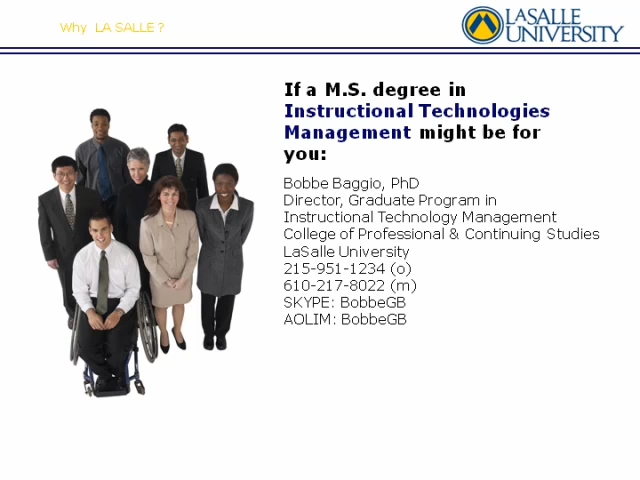 Why LA SALLE ?
LASALLE
UNIVERSITY
If a M.S. degree in
Instructional Technologies
Management might be for
you:
Bobbe Baggio, PhD
Director, Graduate Program in
Instructional Technology Management
College of Professional & Continuing Studies
LaSalle University
215-951-1234 (o)
610-217-8022 (m)
SKYPE: BobbeGB
AOLIM: BobbeGB